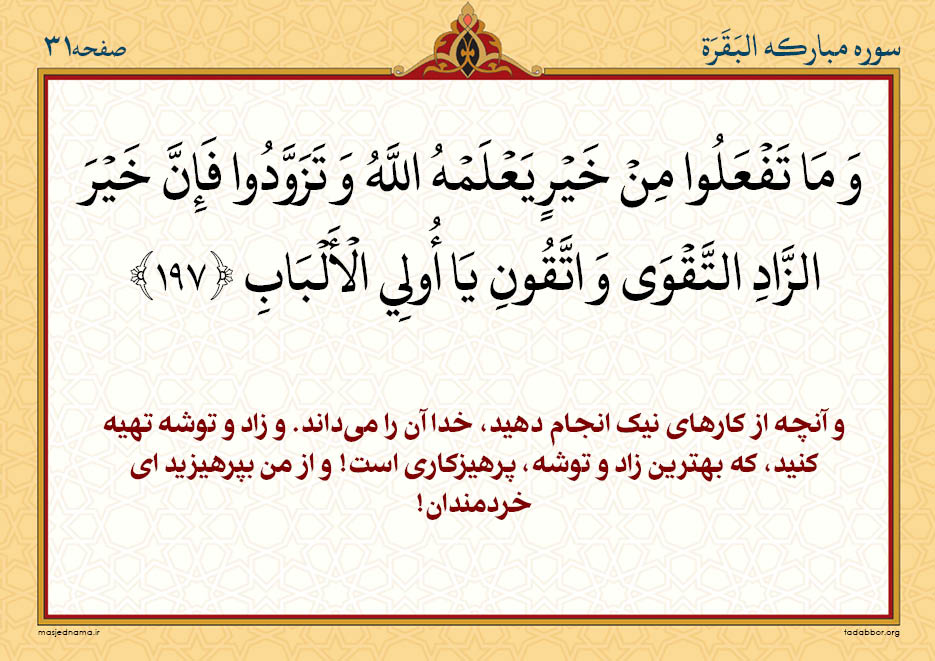 سوره مبارکه البَقَرَة
صفحه۳۱
وَ مَا تَفْعَلُوا مِنْ خَيْرٍ يَعْلَمْهُ اللَّهُ وَ تَزَوَّدُوا فَإِنَّ خَيْرَ
الزَّادِ التَّقْوَى وَ اتَّقُونِ يَا أُولِي الْأَلْبَابِ ﴿۱۹۷﴾
و آنچه از کارهای نیک انجام دهید، خدا آن را می‌داند. و زاد و توشه تهیه
کنید، که بهترین زاد و توشه، پرهیزکاری است! و از من بپرهیزید ای
خردمندان!
masjednama.ir
tadabbor.org